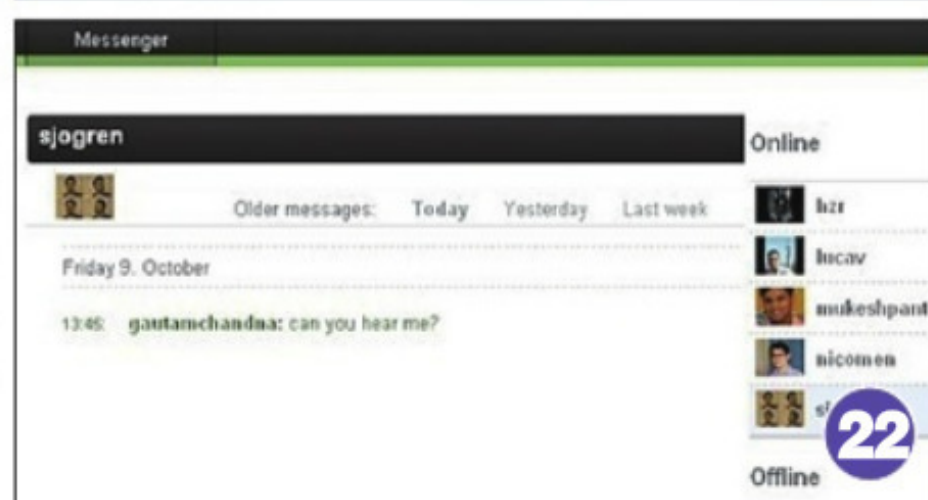 Messenger
sjogren
Older messages: Today Yesterday Last week
Friday 9. October
13:46: gautamchandna: can you hear me?
Online
hzr
lucav
mukeshpant
nicomen
22
Offline